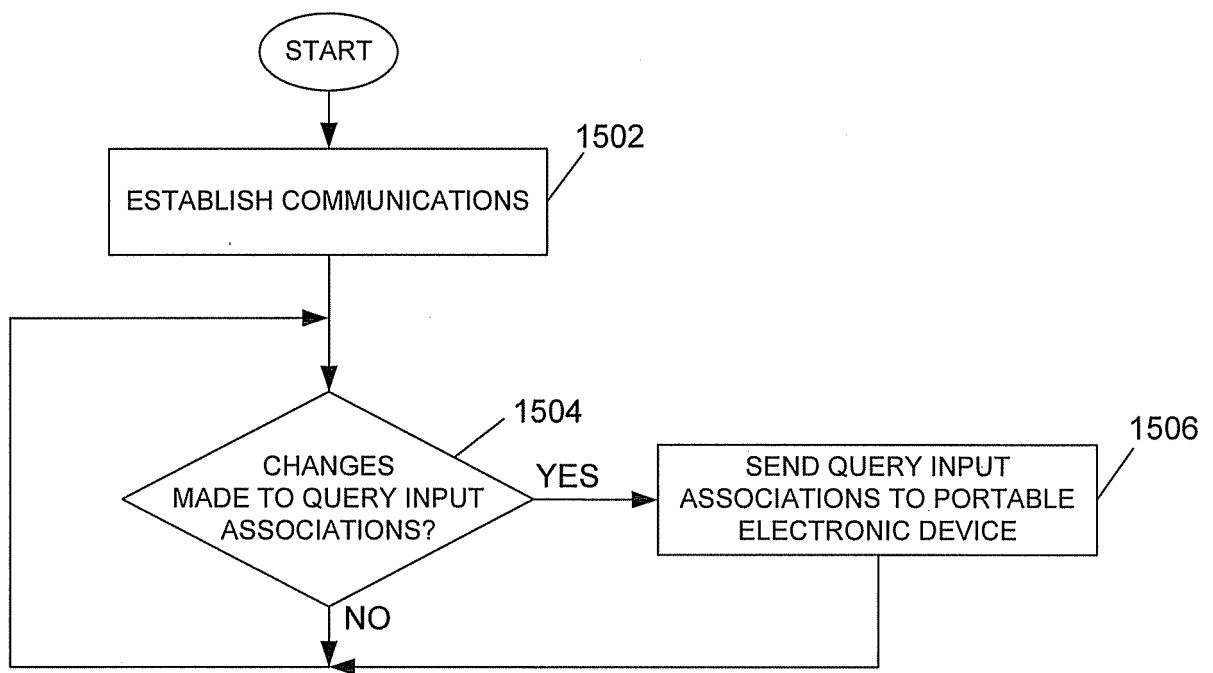 START
1502
ESTABLISH COMMUNICATIONS
1504
CHANGES
MADE TO QUERY INPUT
ASSOCIATIONS?
YES
1506
SEND QUERY INPUT
ASSOCIATIONS TO PORTABLE
ELECTRONIC DEVICE
NO